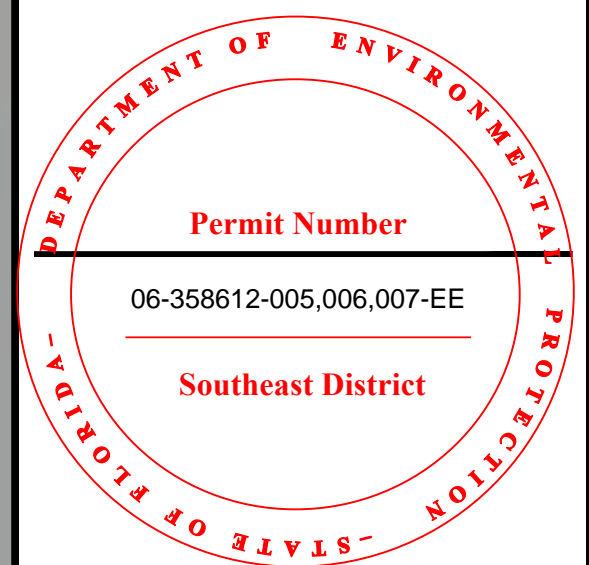 DEPARTMENT OF ENVIRONMENTAL PROTECTION
Permit Number
06-358612-005,006,007-EE
Southeast District
-STATE OF FLORIDA-